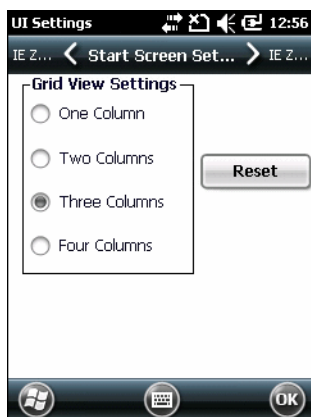 UI Settings 12:56
IE Z... Start Screen Set... IE Z...
Grid View Settings
One Column
Two Columns
Reset
Three Columns
Four Columns
OK